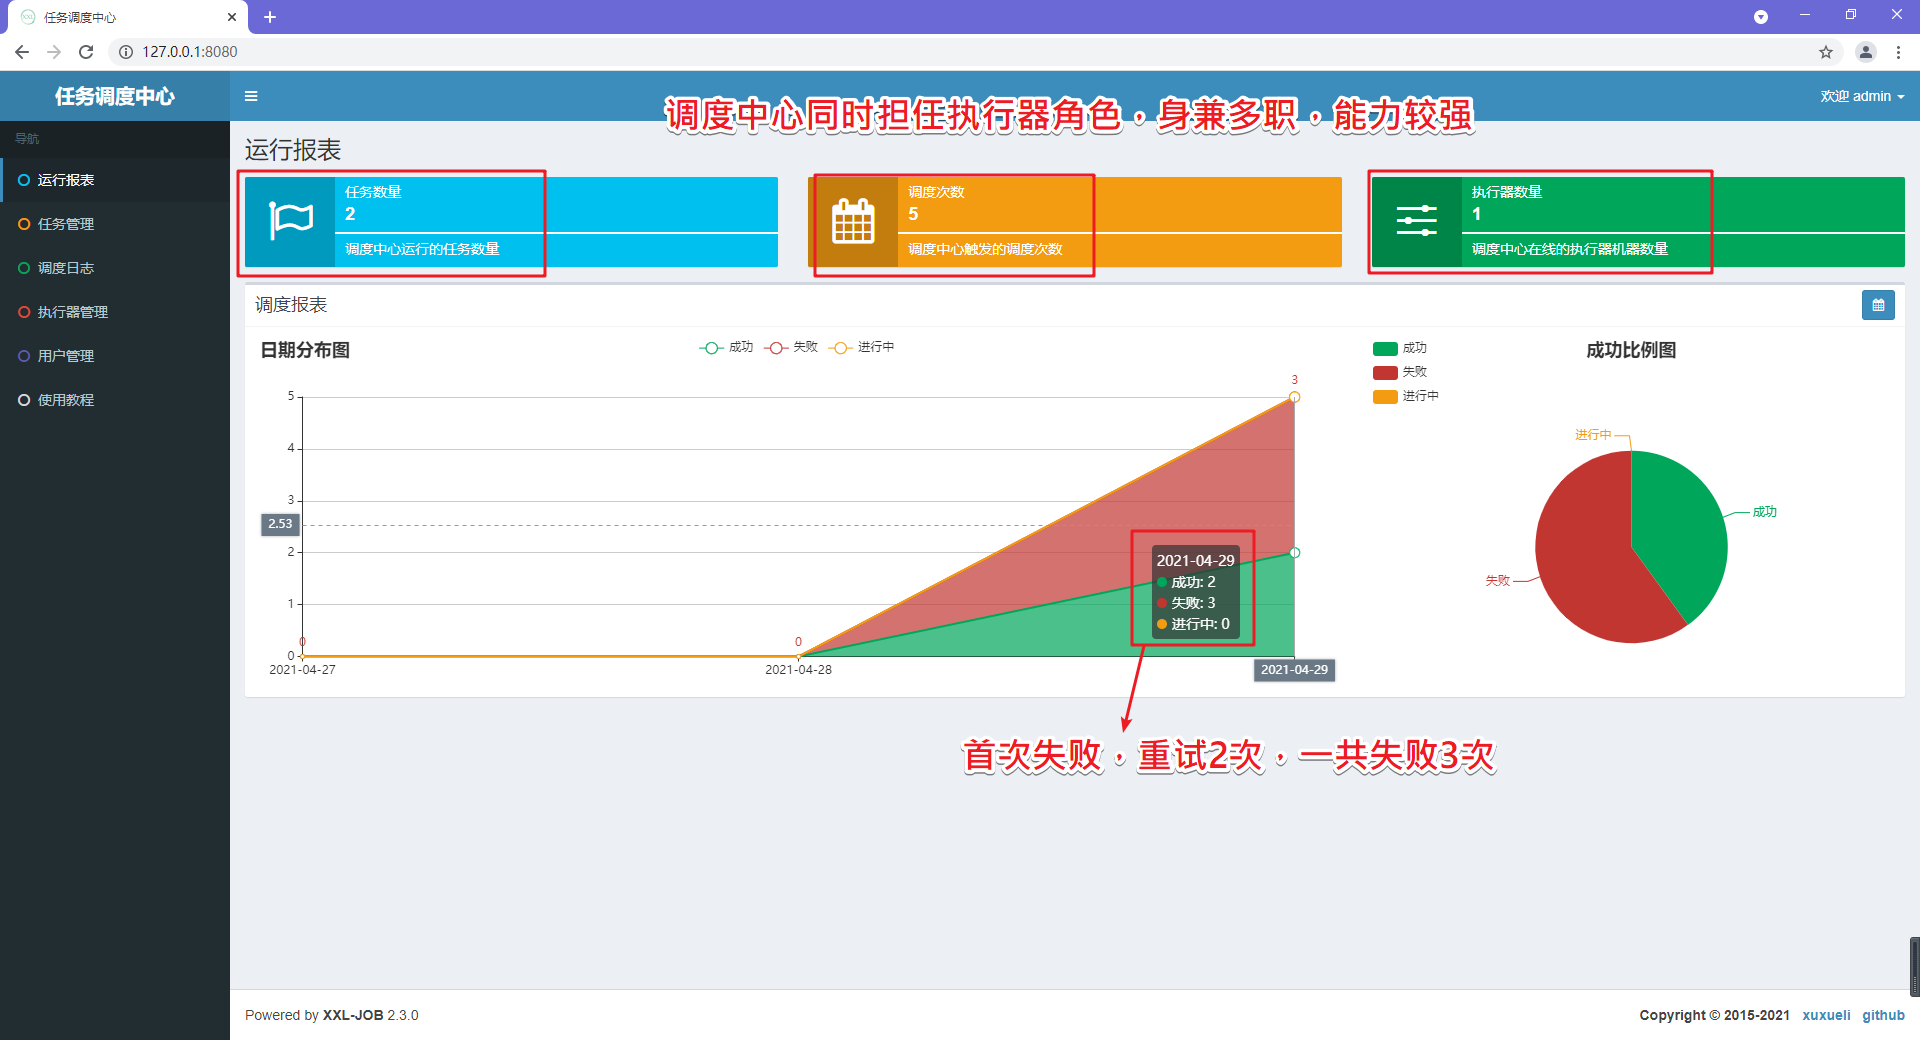 任务调度中心
127.0.0.1:8080
任务调度中心
欢迎 admin
调度中心同时担任执行器角色，身兼多职，能力较强
导航
运行报表
任务管理
调度日志
执行器管理
用户管理
使用教程
运行报表
任务数量
2
调度中心运行的任务数量
调度次数
5
调度中心触发的调度次数
执行器数量
1
调度中心在线的执行器机器数量
调度报表
日期分布图
成功 失败 进行中
3
5
4
3
2.53
2
1
0
0
0
2021-04-27
2021-04-28
2021-04-29
2021-04-29
成功: 2
失败: 3
进行中: 0
成功
失败
进行中
成功比例图
进行中
成功
失败
首次失败，重试2次，一共失败3次
Powered by XXL-JOB 2.3.0
Copyright © 2015-2021 xuxueli github